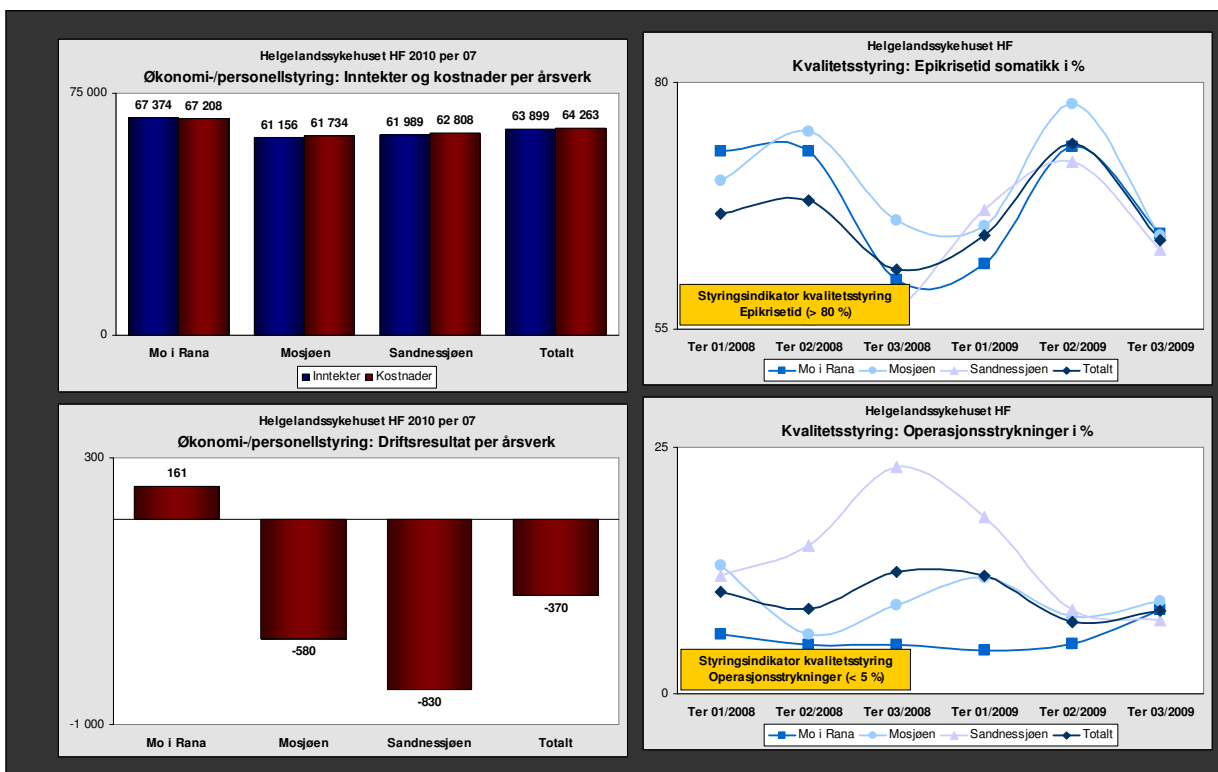 Helgelandssykehuset HF 2010 per 07
Økonomi-/personellstyring: Inntekter og kostnader per årsverk
75 000
67 374 67 208
61 156 61 734
61 989 62 808
63 899 64 263
0
Mo i Rana Mosjøen Sandnessjøen Totalt
Inntekter Kostnader
Helgelandssykehuset HF
Kvalitetsstyring: Epikrisetid somatikk i %
80
Styringsindikator kvalitetsstyring
Epikrisetid (> 80 %)
55
Ter 01/2008 Ter 02/2008 Ter 03/2008 Ter 01/2009 Ter 02/2009 Ter 03/2009
Mo i Rana Mosjøen Sandnessjøen Totalt
Helgelandssykehuset HF 2010 per 07
Økonomi-/personellstyring: Driftsresultat per årsverk
300
161
-580
-830
-370
-1 000
Mo i Rana Mosjøen Sandnessjøen Totalt
Helgelandssykehuset HF
Kvalitetsstyring: Operasjonsstrykninger i %
25
Styringsindikator kvalitetsstyring
Operasjonsstrykninger (< 5 %)
0
Ter 01/2008 Ter 02/2008 Ter 03/2008 Ter 01/2009 Ter 02/2009 Ter 03/2009
Mo i Rana Mosjøen Sandnessjøen Totalt